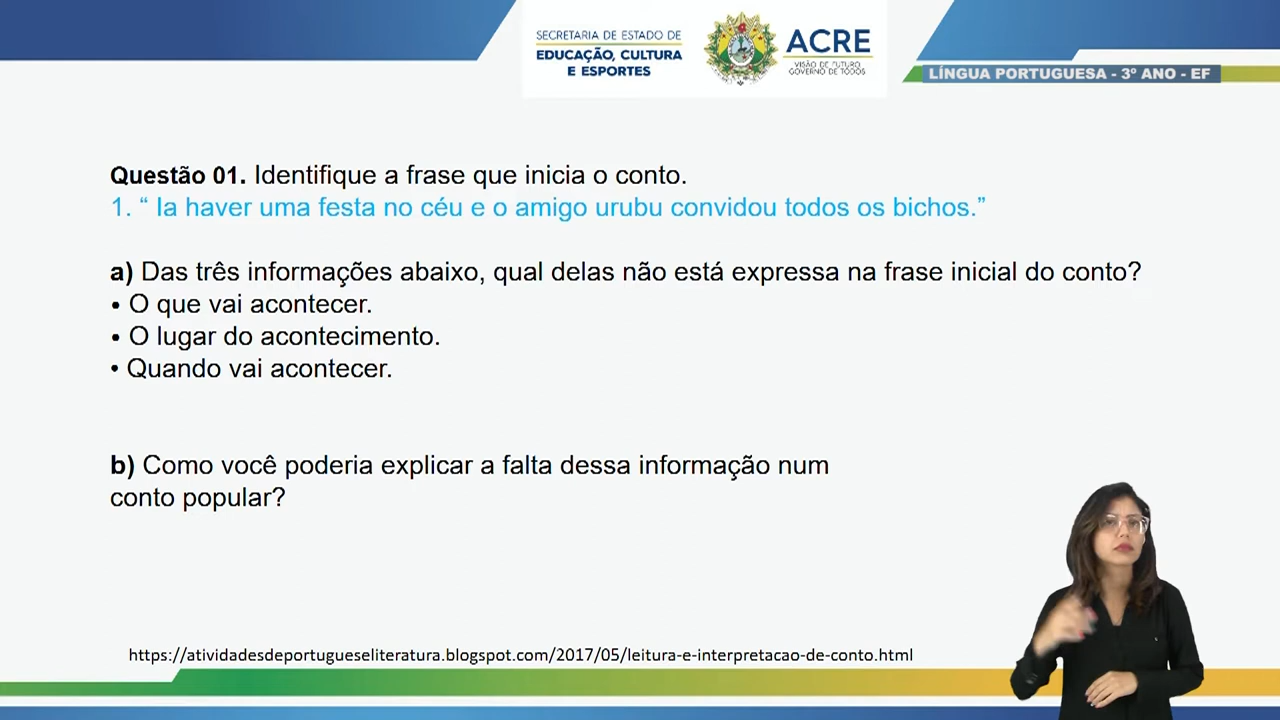 SECRETARIA DE ESTADO DE
EDUCAÇÃO, CULTURA
E ESPORTES
ACRE
VISÃO DE FUTURO,
GOVERNO DE TODOS
LÍNGUA PORTUGUESA - 3º ANO - EF
Questão 01. Identifique a frase que inicia o conto.
1. “ Ia haver uma festa no céu e o amigo urubu convidou todos os bichos.”
a) Das três informações abaixo, qual delas não está expressa na frase inicial do conto?
• O que vai acontecer.
• O lugar do acontecimento.
• Quando vai acontecer.
b) Como você poderia explicar a falta dessa informação num
conto popular?
https://atividadesdeportugueseliteratura.blogspot.com/2017/05/leitura-e-interpretacao-de-conto.html